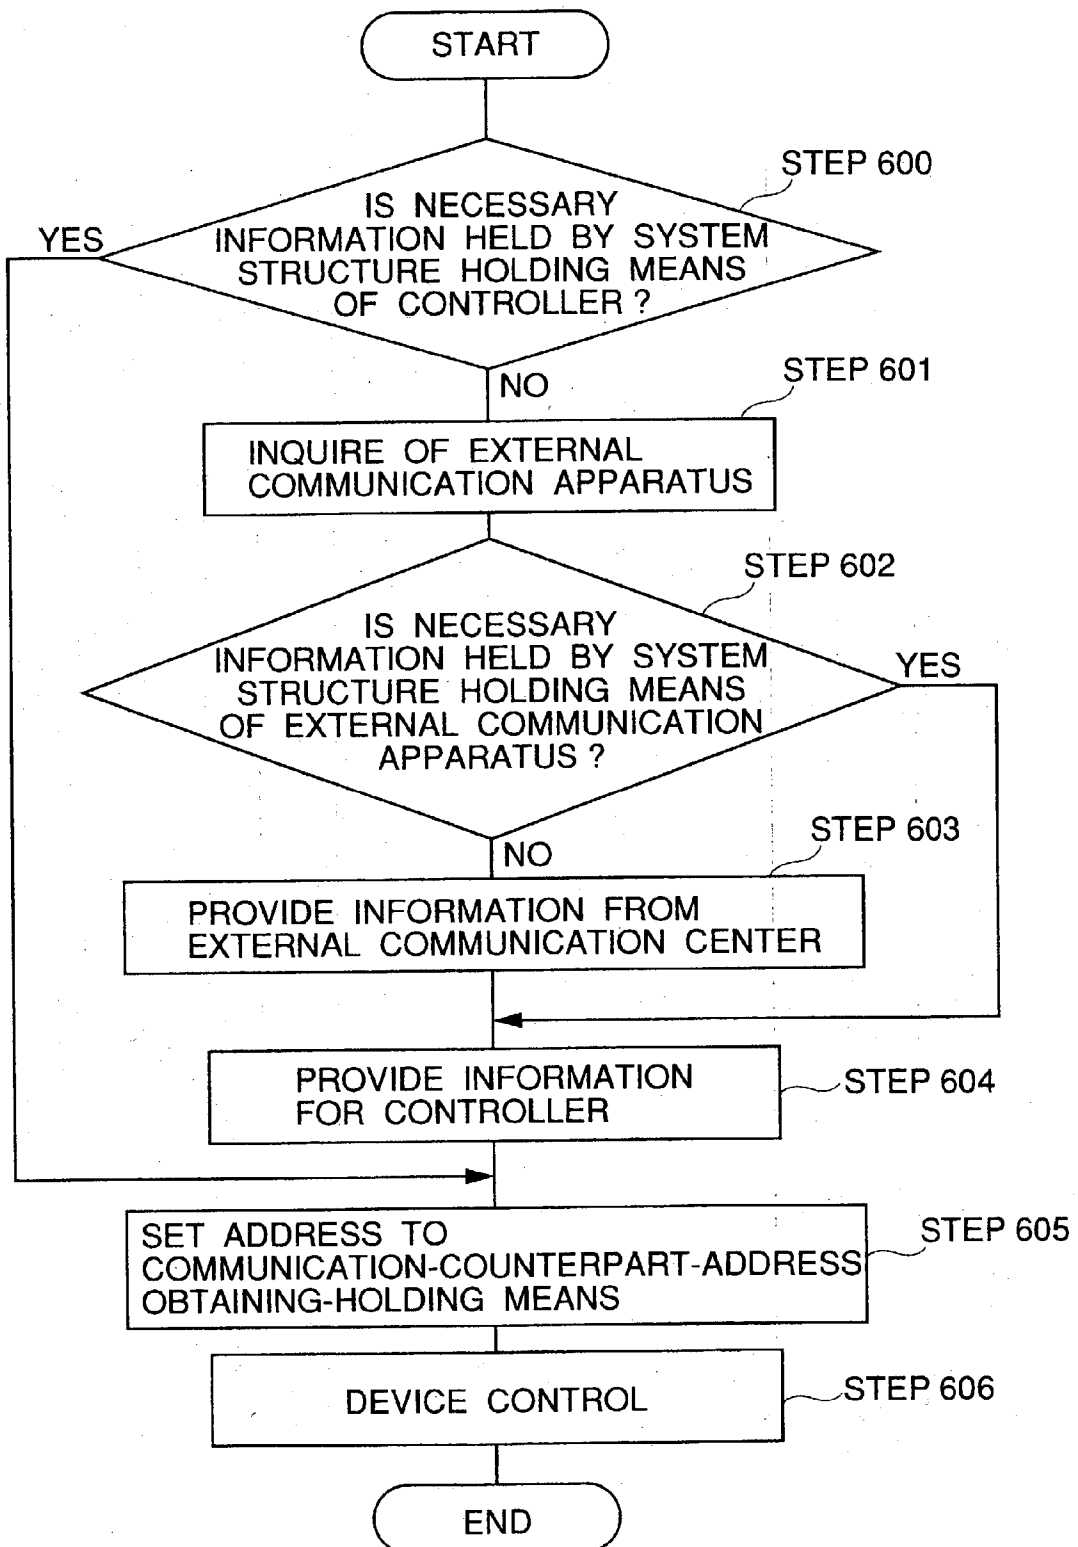 START
STEP 600
IS NECESSARY
INFORMATION HELD BY SYSTEM
STRUCTURE HOLDING MEANS
OF CONTROLLER ?
YES
NO
STEP 601
INQUIRE OF EXTERNAL
COMMUNICATION APPARATUS
STEP 602
IS NECESSARY
INFORMATION HELD BY SYSTEM
STRUCTURE HOLDING MEANS
OF EXTERNAL COMMUNICATION
APPARATUS ?
YES
NO
STEP 603
PROVIDE INFORMATION FROM
EXTERNAL COMMUNICATION CENTER
PROVIDE INFORMATION
FOR CONTROLLER
STEP 604
SET ADDRESS TO
COMMUNICATION-COUNTERPART-ADDRESS
OBTAINING-HOLDING MEANS
STEP 605
DEVICE CONTROL
STEP 606
END